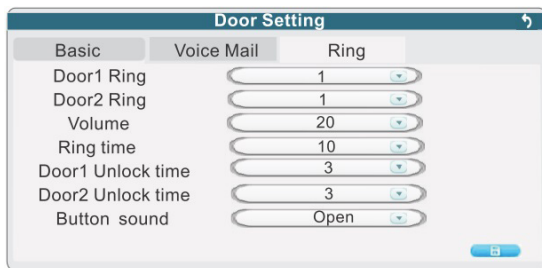 Door Setting
Basic Voice Mail Ring
Door1 Ring 1
Door2 Ring 1
Volume 20
Ring time 10
Door1 Unlock time 3
Door2 Unlock time 3
Button sound Open